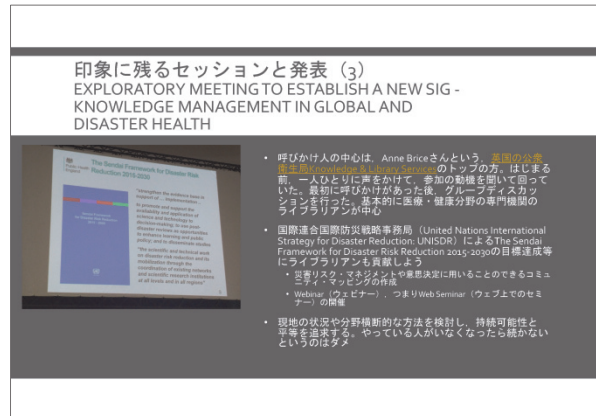 印象に残るセッションと発表（3）
EXPLORATORY MEETING TO ESTABLISH A NEW SIG -
KNOWLEDGE MANAGEMENT IN GLOBAL AND
DISASTER HEALTH
The Sendai Framework for Disaster Risk
Reduction 2015-2030
• 呼びかけ人の中心は，Anne Briceさんという，英国の公衆
衛生局Knowledge & Library Servicesのトップの方。はじまる
前，一人ひとりに声をかけて，参加の動機を聞いて回って
いた。最初に呼びかけがあった後，グループディスカッ
ションを行った。基本的に医療・健康分野の専門機関の
ライブラリアンが中心
• 国際連合国際防災戦略事務局（United Nations International
Strategy for Disaster Reduction: UNISDR）によるThe Sendai
Framework for Disaster Risk Reduction 2015-2030の目標達成等
にライブラリアンも貢献しよう
• 災害リスク・マネジメントや意思決定に用いることのできるコミュ
ニティ・マッピングの作成
• Webinar（ウェビナー），つまりWeb Seminar（ウェブ上でのセミ
ナー）の開催
• 現地の状況や分野横断的な方法を検討し，持続可能性と
平等を追求する。やっている人がいなくなったら続かない
というのはダメ